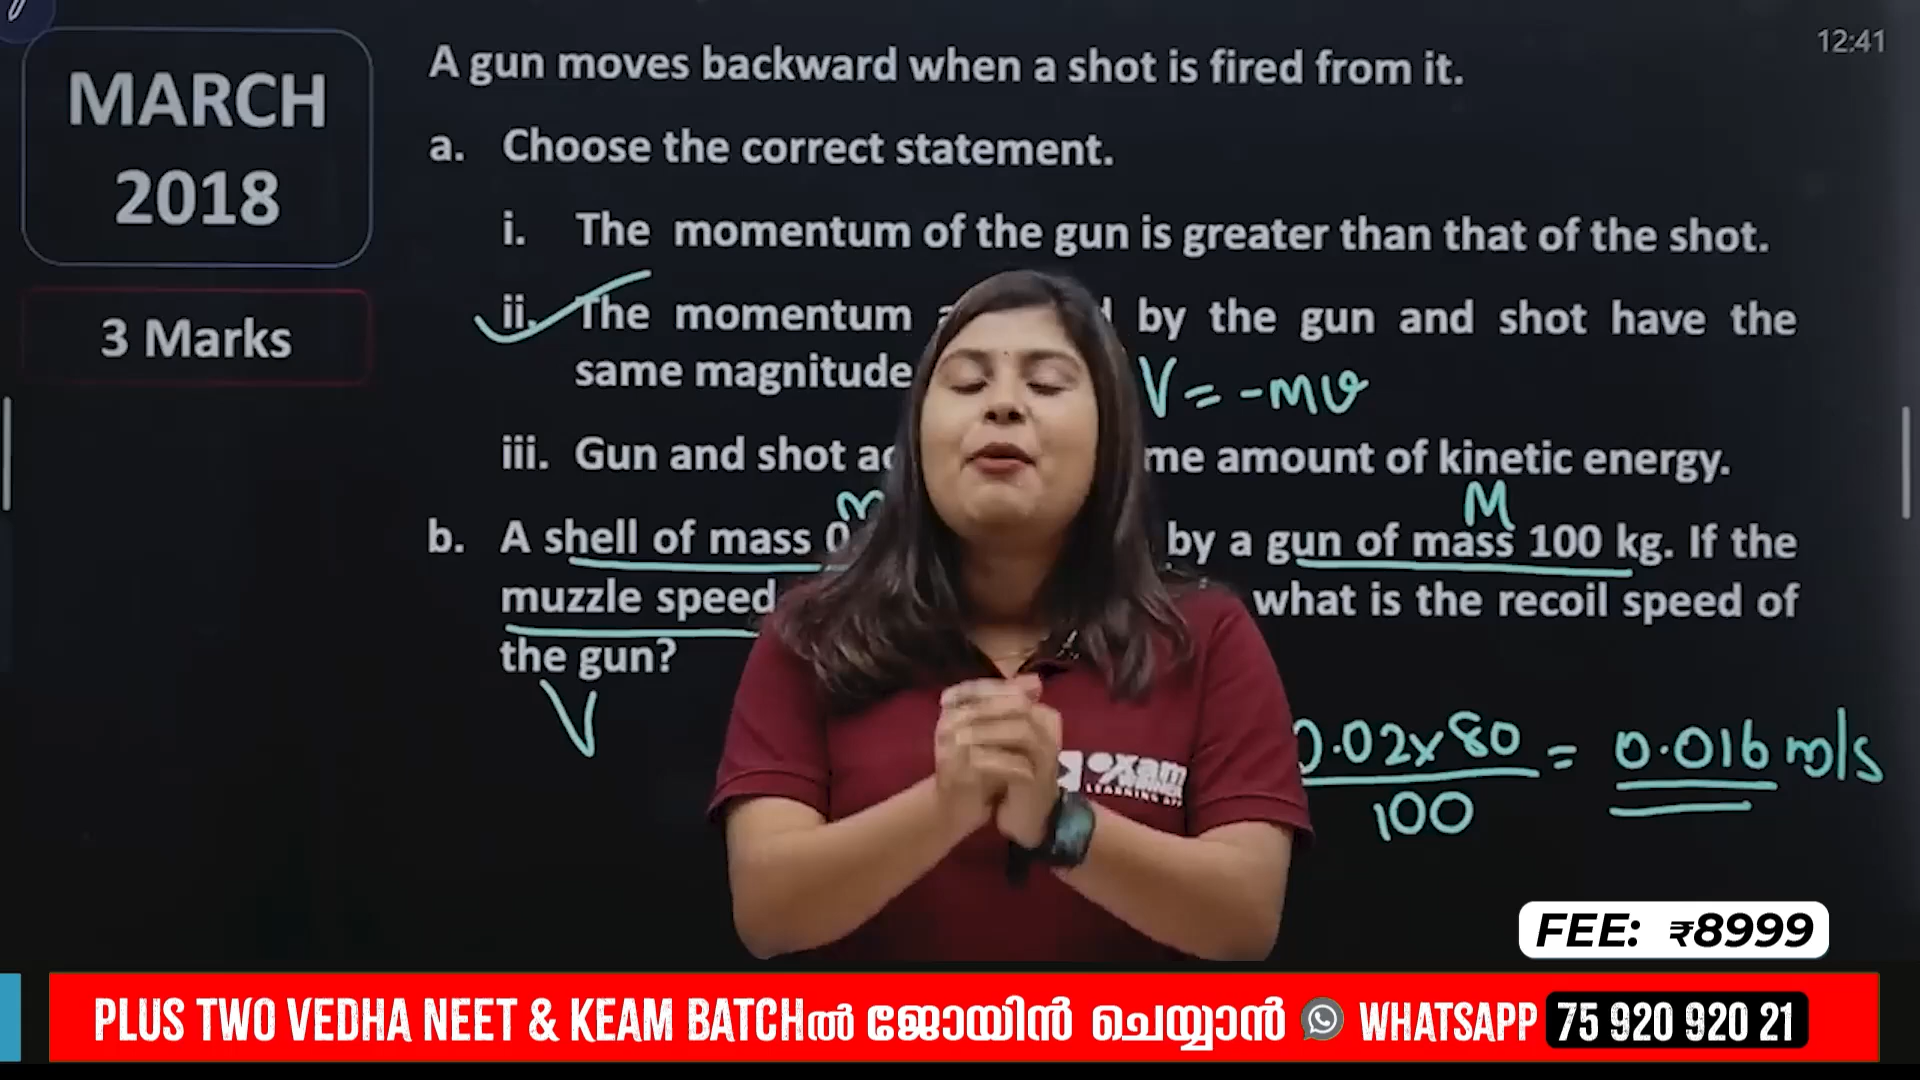 12:41
MARCH
2018
3 Marks
A gun moves backward when a shot is fired from it.
a. Choose the correct statement.
i. The momentum of the gun is greater than that of the shot.
ii. The momentum by the gun and shot have the
same magnitude
V = -mv
iii. Gun and shot amount of kinetic energy.
m
M
b. A shell of mass by a gun of mass 100 kg. If the
muzzle speed what is the recoil speed of
the gun?
V
0.02x80 = 0.016 m/s
100
exam
WINNER
LEARNING APP
FEE: ₹8999
PLUS TWO VEDHA NEET & KEAM BATCHൽ ജോയിൻ ചെയ്യാൻ WHATSAPP 75 920 920 21